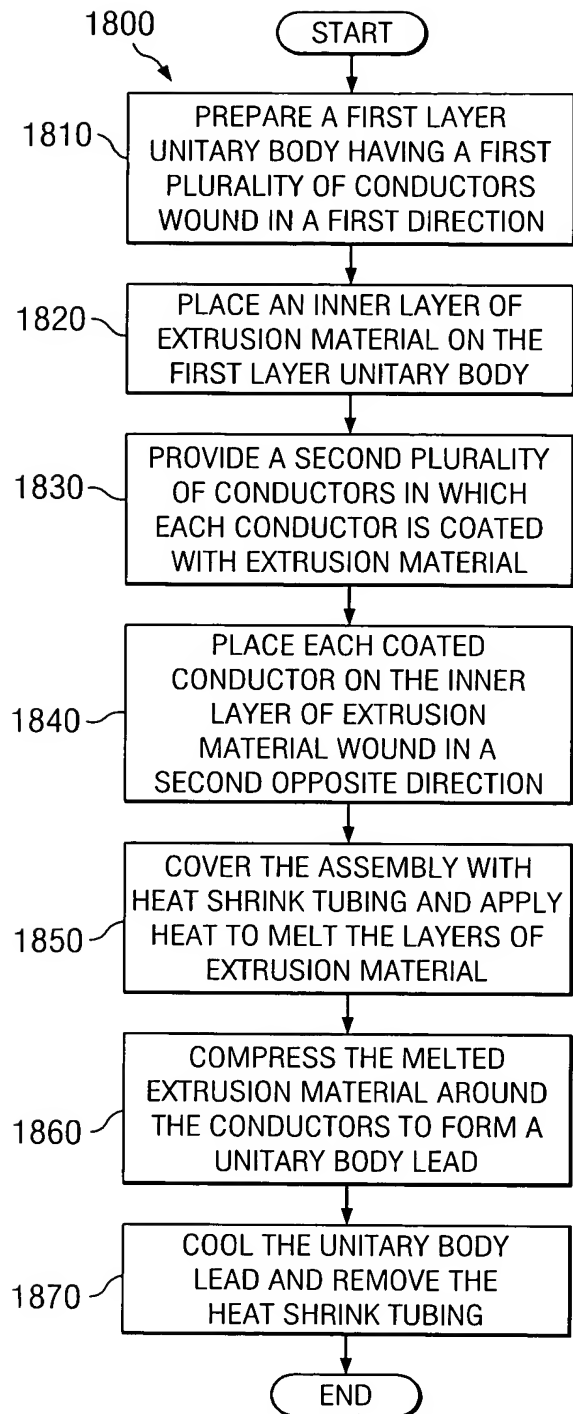 1800
START
1810
PREPARE A FIRST LAYER
UNITARY BODY HAVING A FIRST
PLURALITY OF CONDUCTORS
WOUND IN A FIRST DIRECTION
1820
PLACE AN INNER LAYER OF
EXTRUSION MATERIAL ON THE
FIRST LAYER UNITARY BODY
1830
PROVIDE A SECOND PLURALITY
OF CONDUCTORS IN WHICH
EACH CONDUCTOR IS COATED
WITH EXTRUSION MATERIAL
1840
PLACE EACH COATED
CONDUCTOR ON THE INNER
LAYER OF EXTRUSION
MATERIAL WOUND IN A
SECOND OPPOSITE DIRECTION
1850
COVER THE ASSEMBLY WITH
HEAT SHRINK TUBING AND APPLY
HEAT TO MELT THE LAYERS OF
EXTRUSION MATERIAL
1860
COMPRESS THE MELTED
EXTRUSION MATERIAL AROUND
THE CONDUCTORS TO FORM A
UNITARY BODY LEAD
1870
COOL THE UNITARY BODY
LEAD AND REMOVE THE
HEAT SHRINK TUBING
END